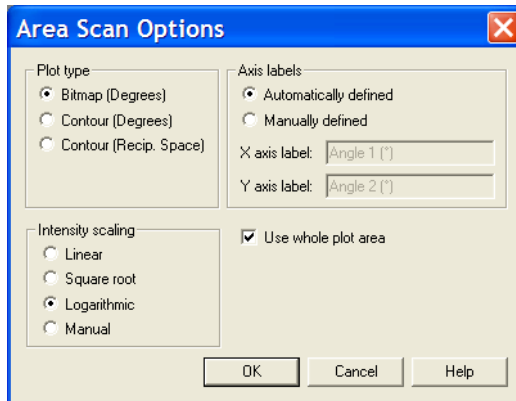 Area Scan Options
Plot type
Bitmap (Degrees)
Contour (Degrees)
Contour (Recip. Space)
Axis labels
Automatically defined
Manually defined
X axis label: Angle 1 (°)
Y axis label: Angle 2 (°)
Intensity scaling
Linear
Square root
Logarithmic
Manual
Use whole plot area
OK Cancel Help